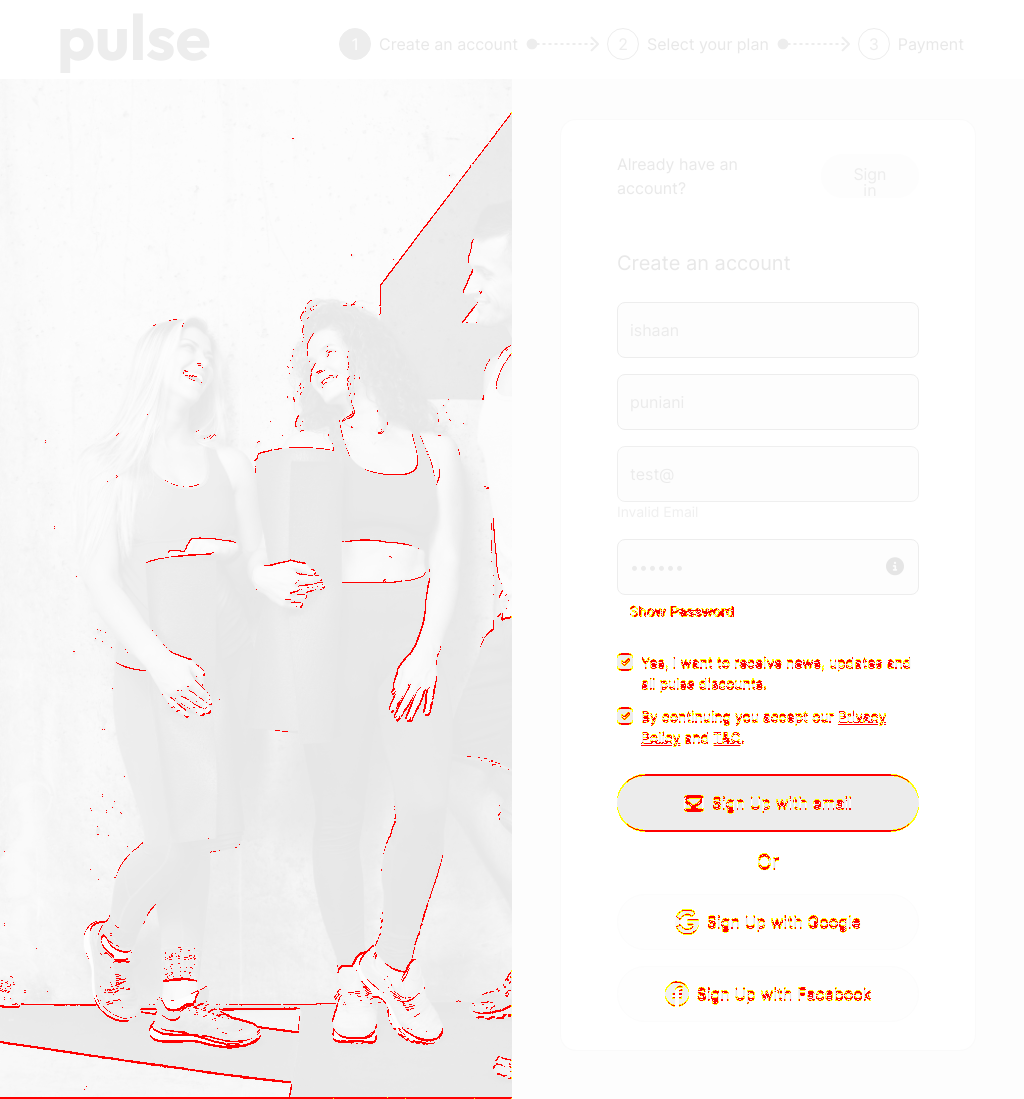 pulse
1 Create an account
2 Select your plan
3 Payment
Already have an
account?
Sign
in
Create an account
ishaan
puniani
test@
Invalid Email
••••••
Show Password
Yes, I want to receive news, updates and
all pulse discounts.
By continuing you accept our Privacy
Policy and T&C.
Sign Up with email
Or
Sign Up with Google
Sign Up with Facebook